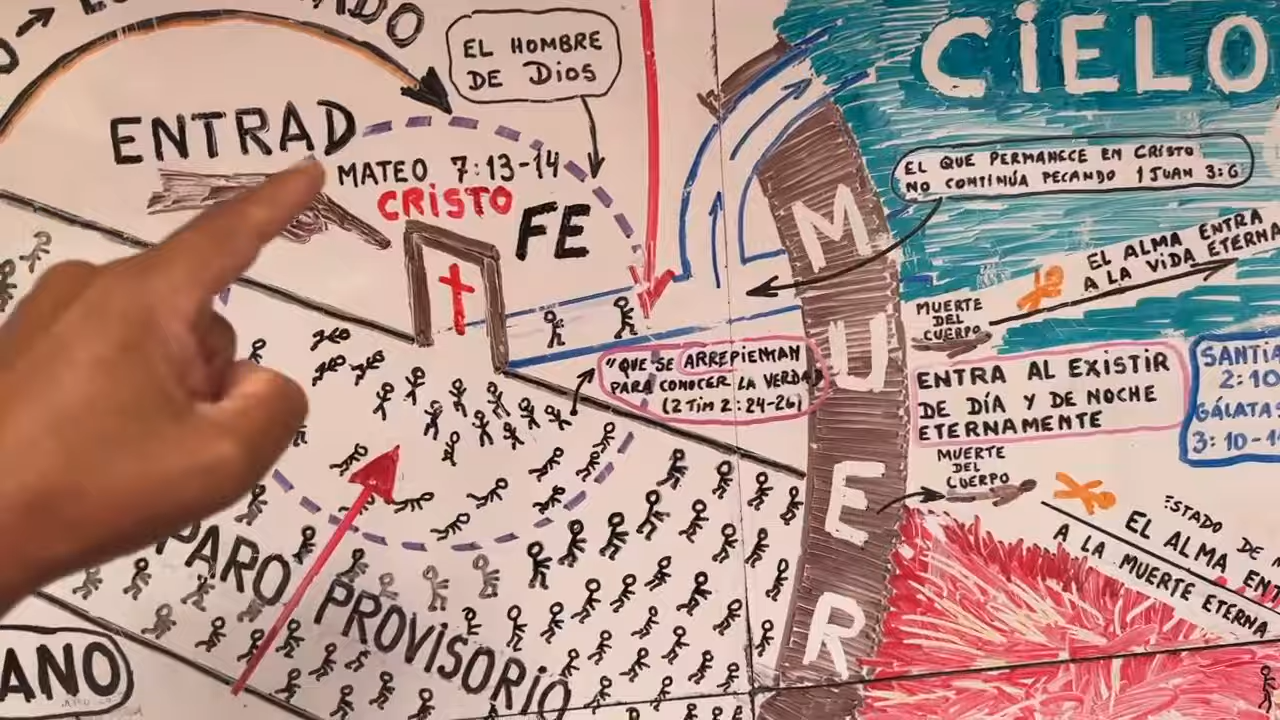 CIELO
EL HOMBRE
DE Dios
ENTRAD
MATEO 7:13-14
CRISTO
FE
EL QUE PERMANECE EN CRISTO
NO CONTINÚA PECANDO 1 JUAN 3:6
EL ALMA ENTRA
A LA VIDA ETERNA
MUERTE
DEL
CUERPO
"QUE SE ARREPIENTAN
PARA CONOCER LA VERDAD
(2 TIM 2:24-26)
ENTRA AL EXISTIR
DE DÍA Y DE NOCHE
ETERNAMENTE
SANTIA
2:10
GÁLATAS
3:10-1
MUERTE
DEL
CUERPO
ESTADO DE
EL ALMA ENT
A LA MUERTE ETERNA
MUER
PARO PROVISORIO
ANO